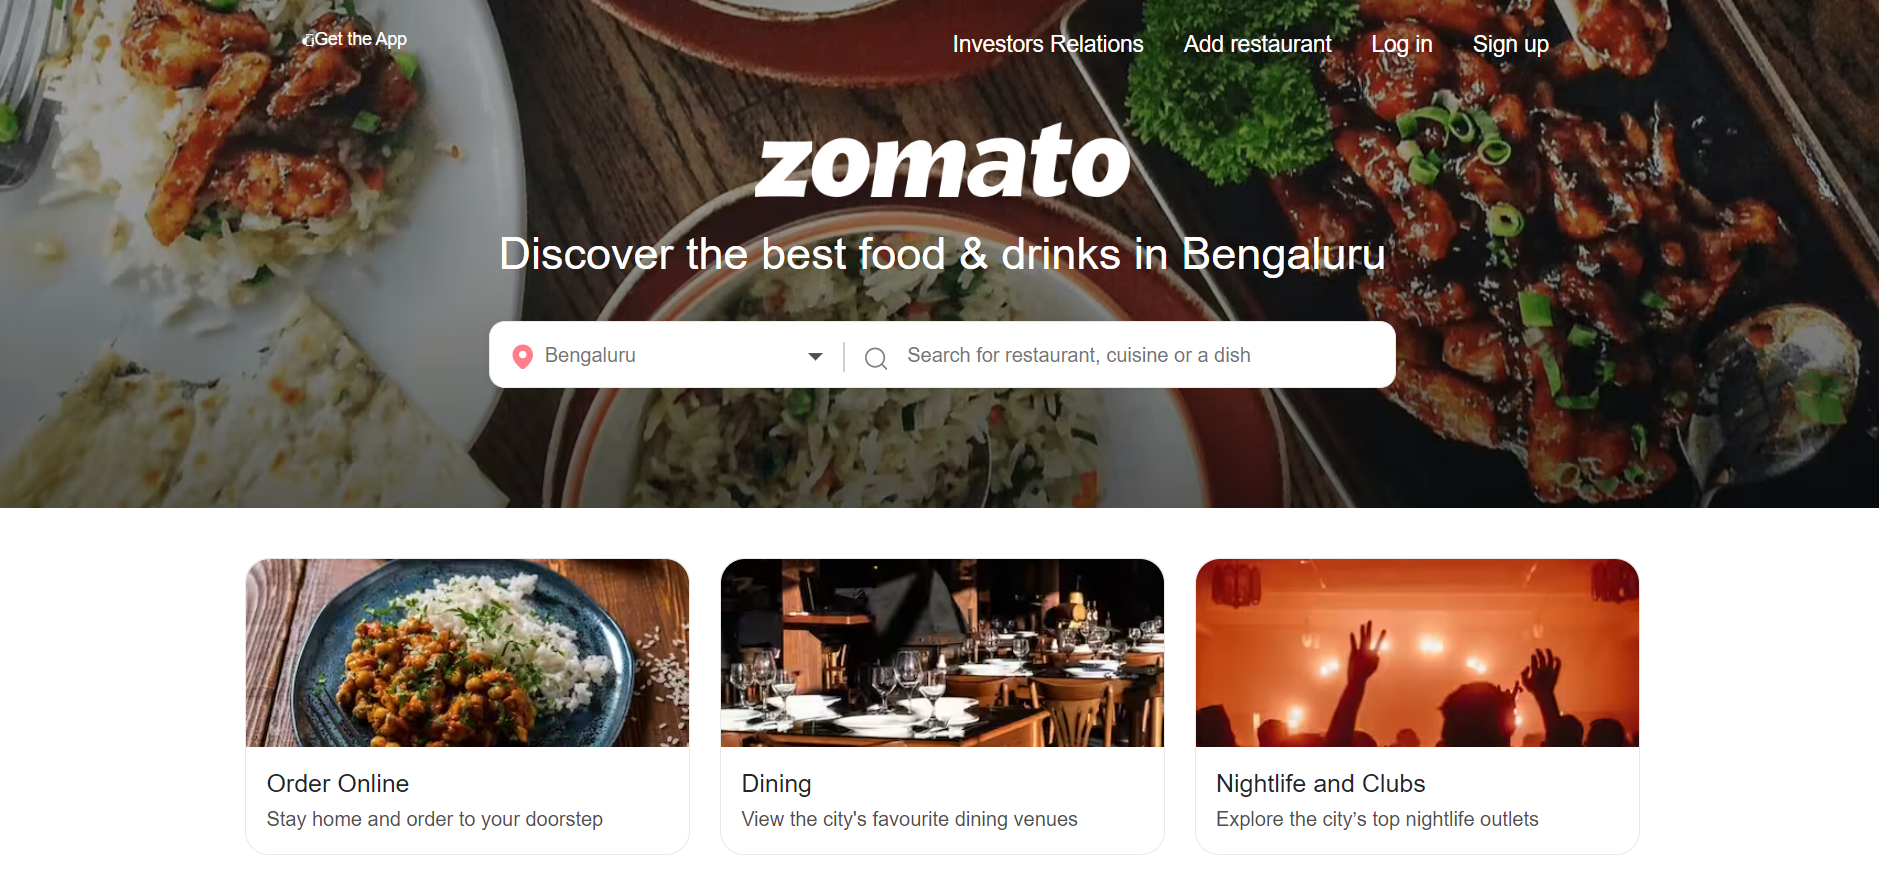 Get the App
Investors Relations
Add restaurant
Log in
Sign up
zomato
Discover the best food & drinks in Bengaluru
Bengaluru
Search for restaurant, cuisine or a dish
Order Online
Stay home and order to your doorstep
Dining
View the city's favourite dining venues
Nightlife and Clubs
Explore the city’s top nightlife outlets